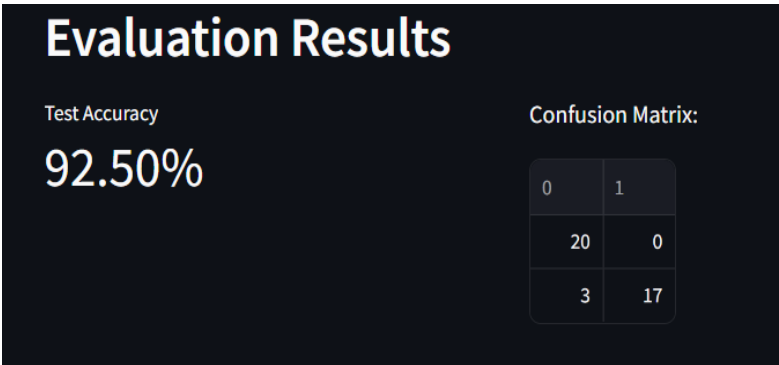 Evaluation Results
Test Accuracy
92.50%
Confusion Matrix:
0 1
20 0
3 17